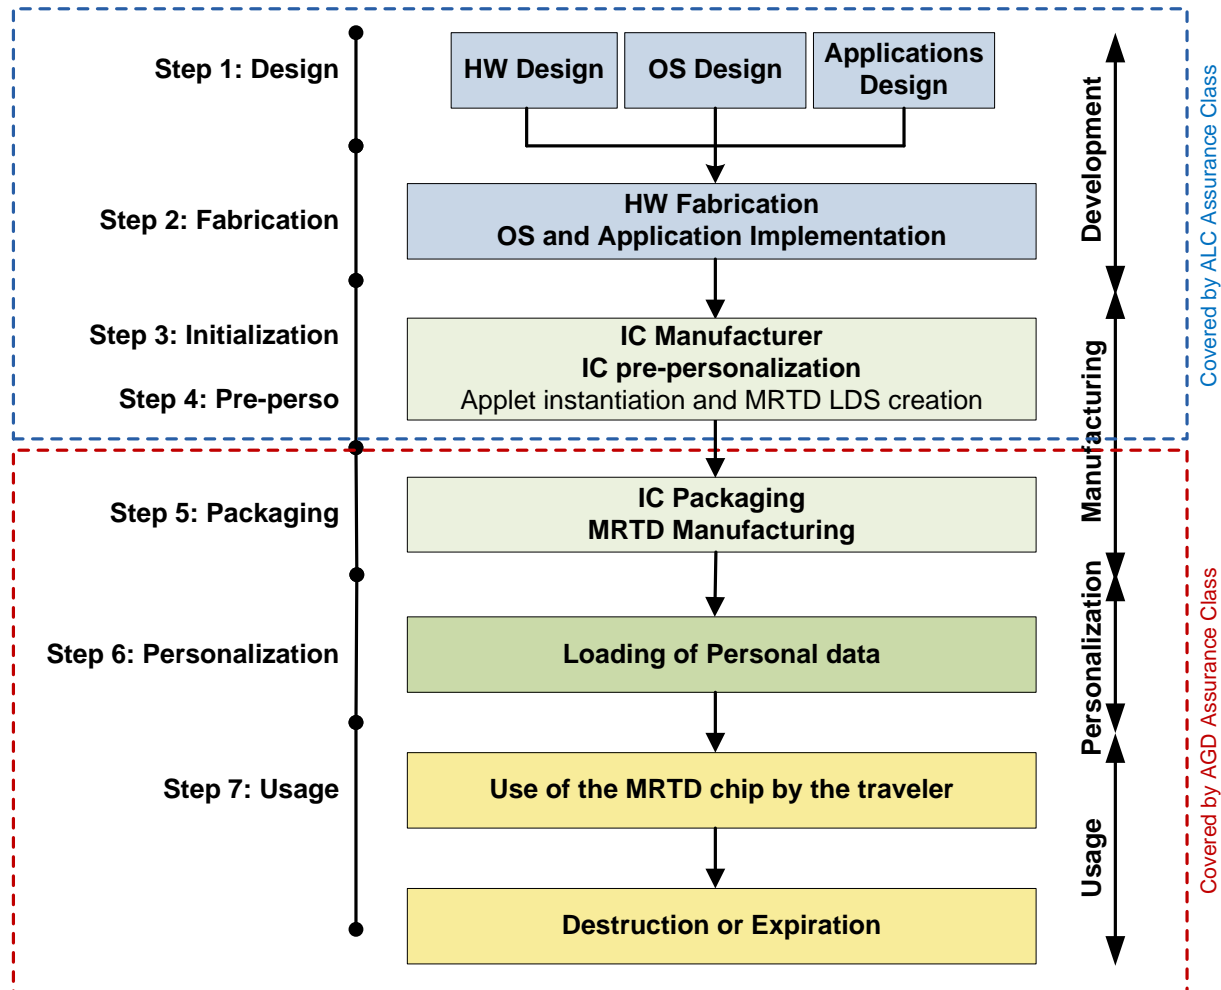 Step 1: Design
HW Design
OS Design
Applications
Design
Step 2: Fabrication
HW Fabrication
OS and Application Implementation
Development
Covered by ALC Assurance Class
Step 3: Initialization
Step 4: Pre-perso
IC Manufacturer
IC pre-personalization
Applet instantiation and MRTD LDS creation
Manufacturing
Step 5: Packaging
IC Packaging
MRTD Manufacturing
Step 6: Personalization
Loading of Personal data
Personalization
Covered by AGD Assurance Class
Step 7: Usage
Use of the MRTD chip by the traveler
Usage
Destruction or Expiration